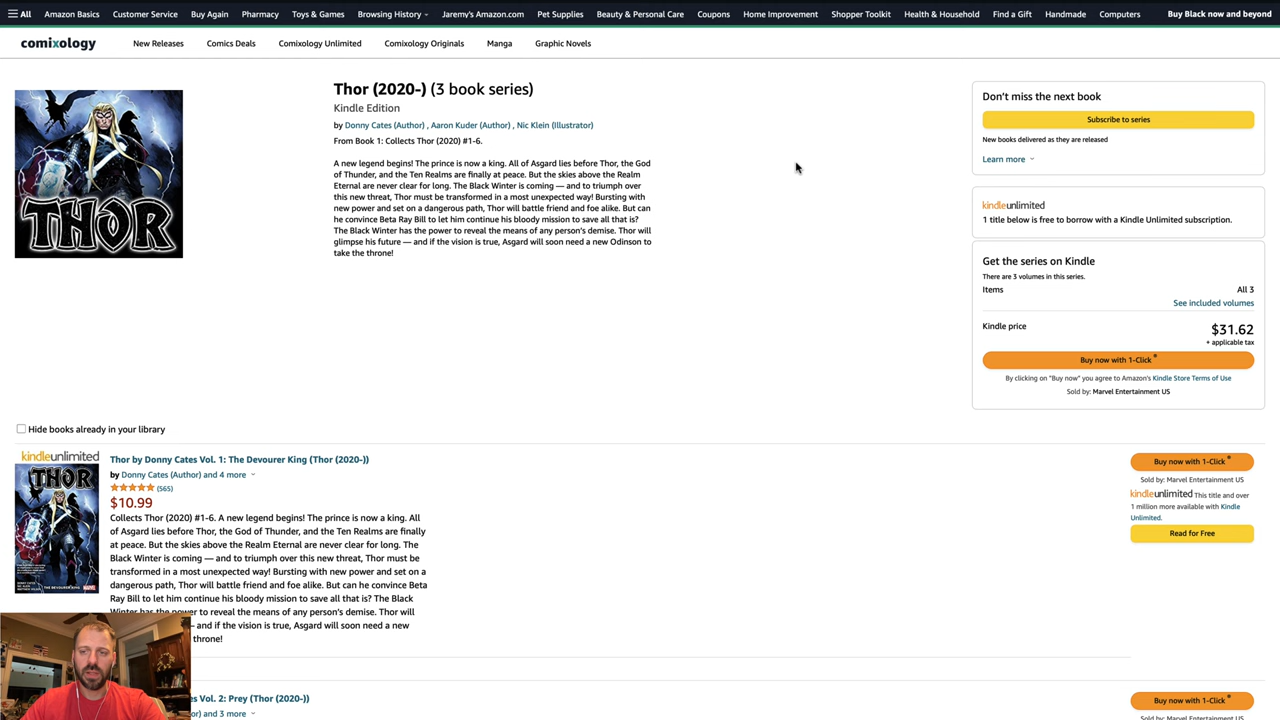 All Amazon Basics Customer Service Buy Again Pharmacy Toys & Games Browsing History Jaremy's Amazon.com Pet Supplies Beauty & Personal Care Coupons Home Improvement Shopper Toolkit Health & Household Find a Gift Handmade Computers Buy Black now and beyond
comixology New Releases Comics Deals Comixology Unlimited Comixology Originals Manga Graphic Novels
THOR
Thor (2020-) (3 book series)
Kindle Edition
by Donny Cates (Author) , Aaron Kuder (Author) , Nic Klein (Illustrator)
From Book 1: Collects Thor (2020) #1-6.
A new legend begins! The prince is now a king. All of Asgard lies before Thor, the God
of Thunder, and the Ten Realms are finally at peace. But the skies above the Realm
Eternal are never clear for long. The Black Winter is coming — and to triumph over
this new threat, Thor must be transformed in a most unexpected way! Bursting with
new power and set on a dangerous path, Thor will battle friend and foe alike. But can
he convince Beta Ray Bill to let him continue his bloody mission to save all that is?
The Black Winter has the power to reveal the means of any person's demise. Thor will
glimpse his future — and if the vision is true, Asgard will soon need a new Odinson to
take the throne!
Don't miss the next book
Subscribe to series
New books delivered as they are released
Learn more
kindleunlimited
1 title below is free to borrow with a Kindle Unlimited subscription.
Get the series on Kindle
There are 3 volumes in this series.
Items All 3
See included volumes
Kindle price $31.62
+ applicable tax
Buy now with 1-Click ®
By clicking on "Buy now" you agree to Amazon's Kindle Store Terms of Use
Sold by: Marvel Entertainment US
Hide books already in your library
kindleunlimited
THOR
MARVEL
Thor by Donny Cates Vol. 1: The Devourer King (Thor (2020-))
by Donny Cates (Author) and 4 more
(565)
$10.99
Collects Thor (2020) #1-6. A new legend begins! The prince is now a king. All
of Asgard lies before Thor, the God of Thunder, and the Ten Realms are finally
at peace. But the skies above the Realm Eternal are never clear for long. The
Black Winter is coming — and to triumph over this new threat, Thor must be
transformed in a most unexpected way! Bursting with new power and set on a
dangerous path, Thor will battle friend and foe alike. But can he convince Beta
Ray Bill to let him continue his bloody mission to save all that is? The Black
Winter has the power to reveal the means of any person's demise. Thor will
— and if the vision is true, Asgard will soon need a new
throne!
Buy now with 1-Click ®
Sold by: Marvel Entertainment US
kindleunlimited This title and over
1 million more available with Kindle
Unlimited.
Read for Free
es Vol. 2: Prey (Thor (2020-))
or) and 3 more
Buy now with 1-Click ®
Sold by: Marvel Entertainment US